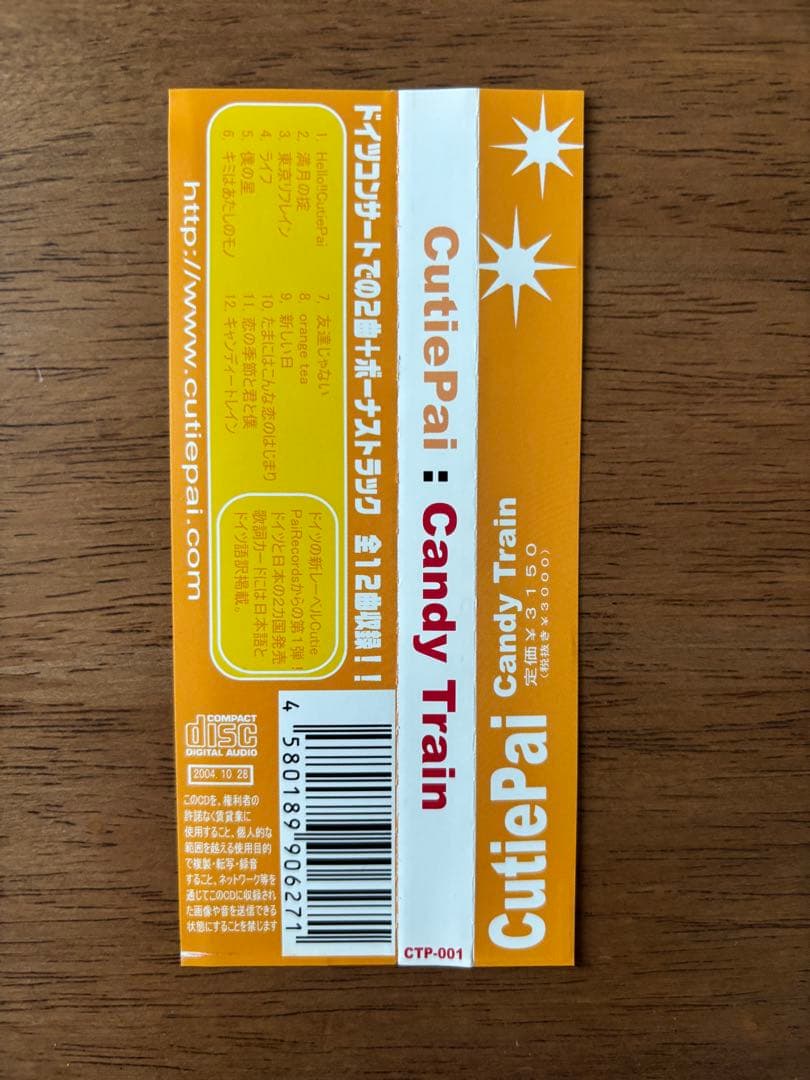 ドイツコンサートでの2曲+ボーナストラック 全12曲収録!!
1. Hello!!CutiePai
2. 満月の掟
3. 東京リフレイン
4. ライフ
5. 僕の星
6. キミはあたしのモノ
7. 友達じゃない
8. orange tea
9. 新しい日
10. たまにはこんな恋のはじまり
11. 恋の季節と君と僕
12. キャンディートレイン
ドイツの新レーベルCutie
PaiRecordsからの第1弾!
ドイツと日本の2カ国発売
歌詞カードには日本語と
ドイツ語訳掲載。
http://www.cutiepai.com
COMPACT
disc
DIGITAL AUDIO
2004.10.28
このCDを、権利者の
許諾なく賃貸業に
使用すること、個人的な
範囲を越える使用目的
で複製・転写・録音
すること、ネットワーク等を
通じてこのCDに収録され
た画像や音を送信できる
状態にすることを禁じます
4 580189 906271
CutiePai : Candy Train
CTP-001
CutiePai Candy Train
定価¥3150
(税抜き¥3000)